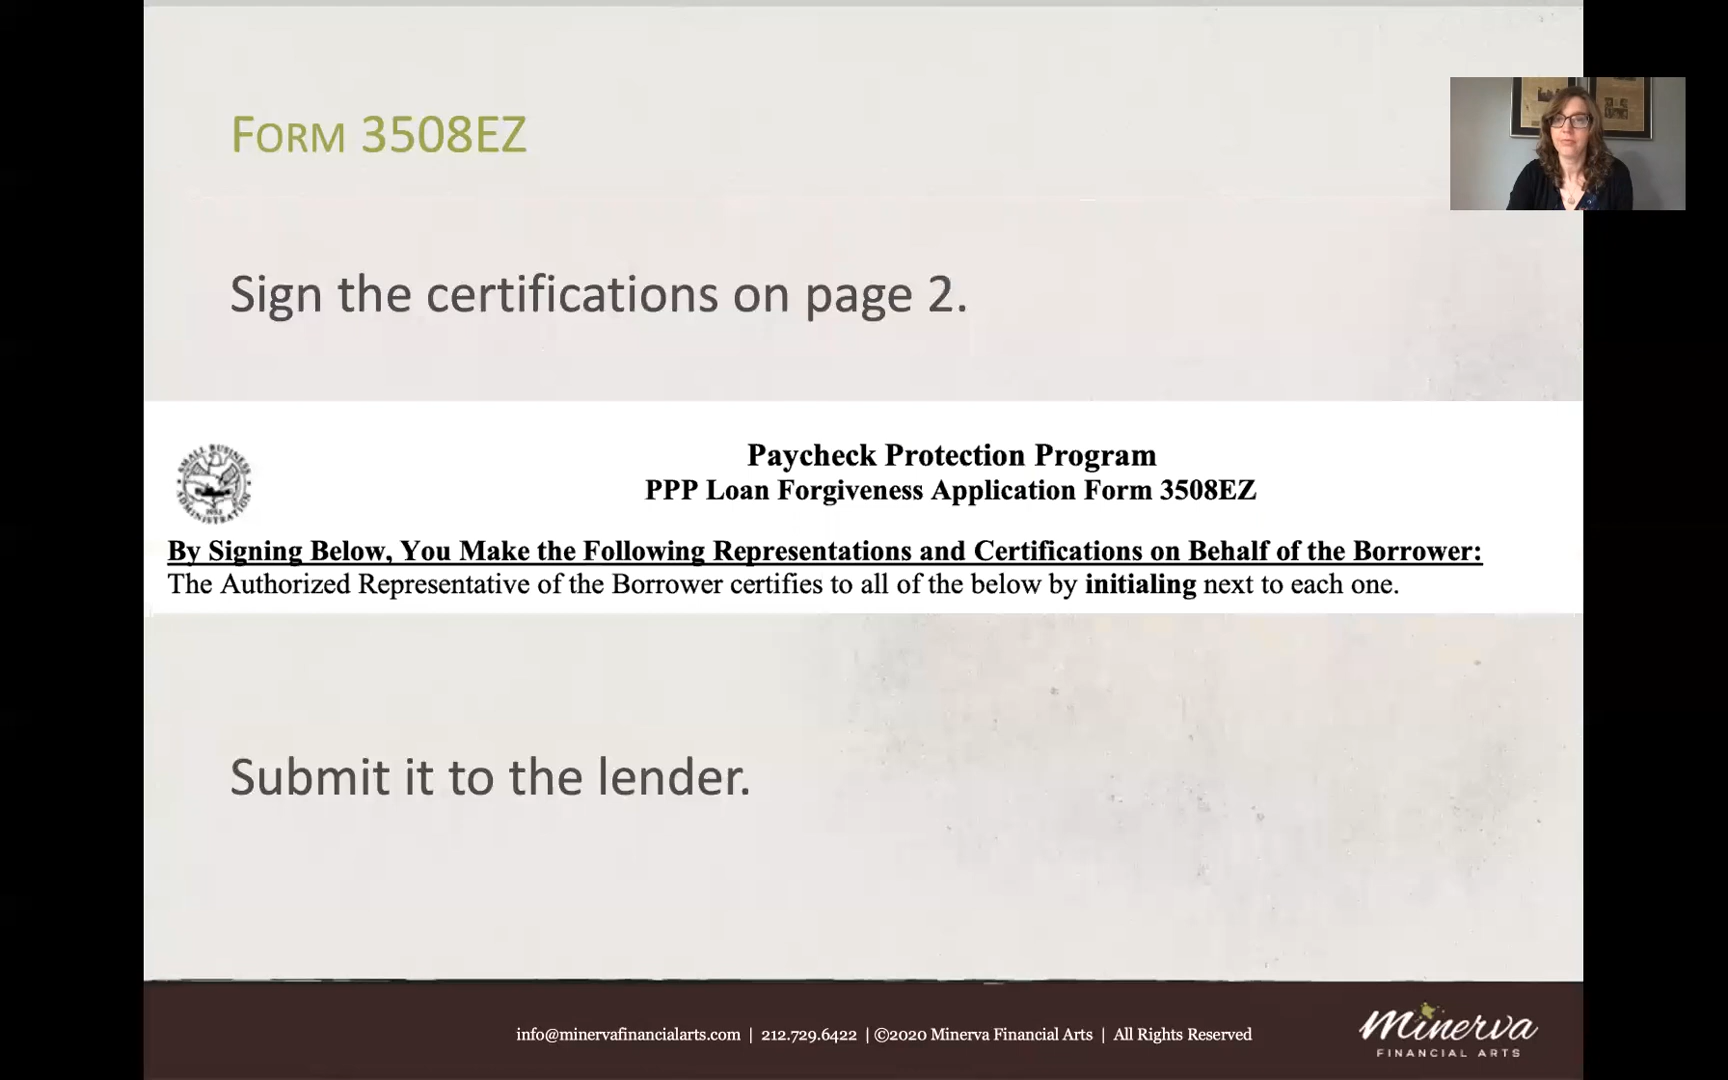 FORM 3508EZ
Sign the certifications on page 2.
SMALL BUSINESS
ADMINISTRATION
Paycheck Protection Program
PPP Loan Forgiveness Application Form 3508EZ
By Signing Below, You Make the Following Representations and Certifications on Behalf of the Borrower:
The Authorized Representative of the Borrower certifies to all of the below by initialing next to each one.
Submit it to the lender.
info@minervafinancialarts.com | 212.729.6422 | ©2020 Minerva Financial Arts | All Rights Reserved
Minerva
FINANCIAL ARTS